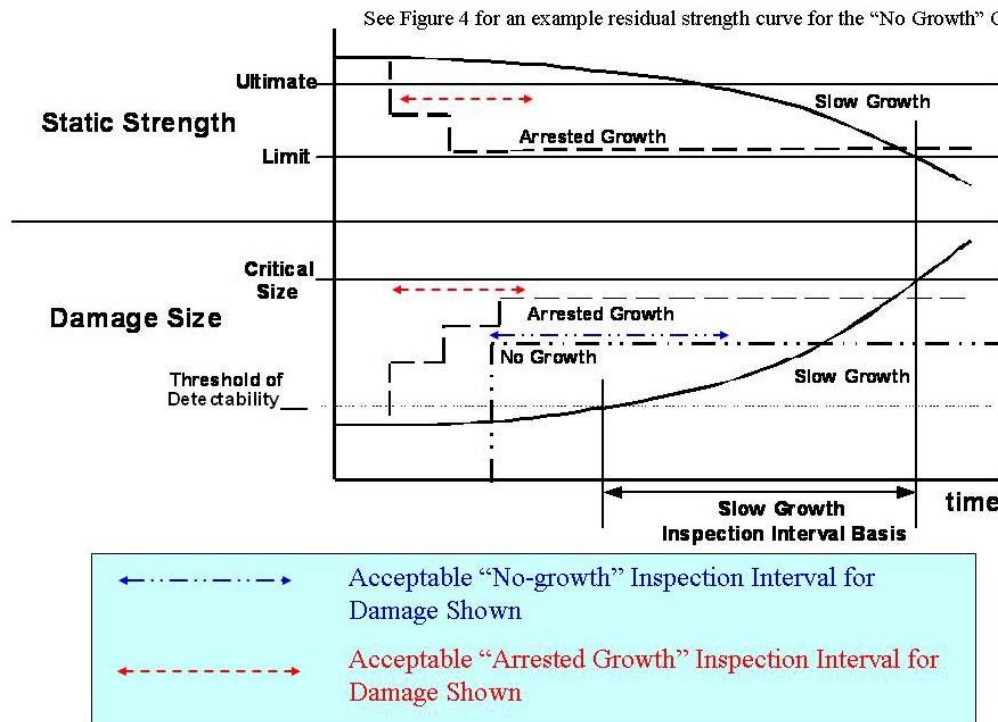 See Figure 4 for an example residual strength curve for the “No Growth”
Ultimate
Slow Growth
Static Strength
Arrested Growth
Limit
Critical
Size
Arrested Growth
Damage Size
No Growth
Slow Growth
Threshold of
Detectability
time
Slow Growth
Inspection Interval Basis
Acceptable “No-growth” Inspection Interval for
Damage Shown
Acceptable “Arrested Growth” Inspection Interval for
Damage Shown